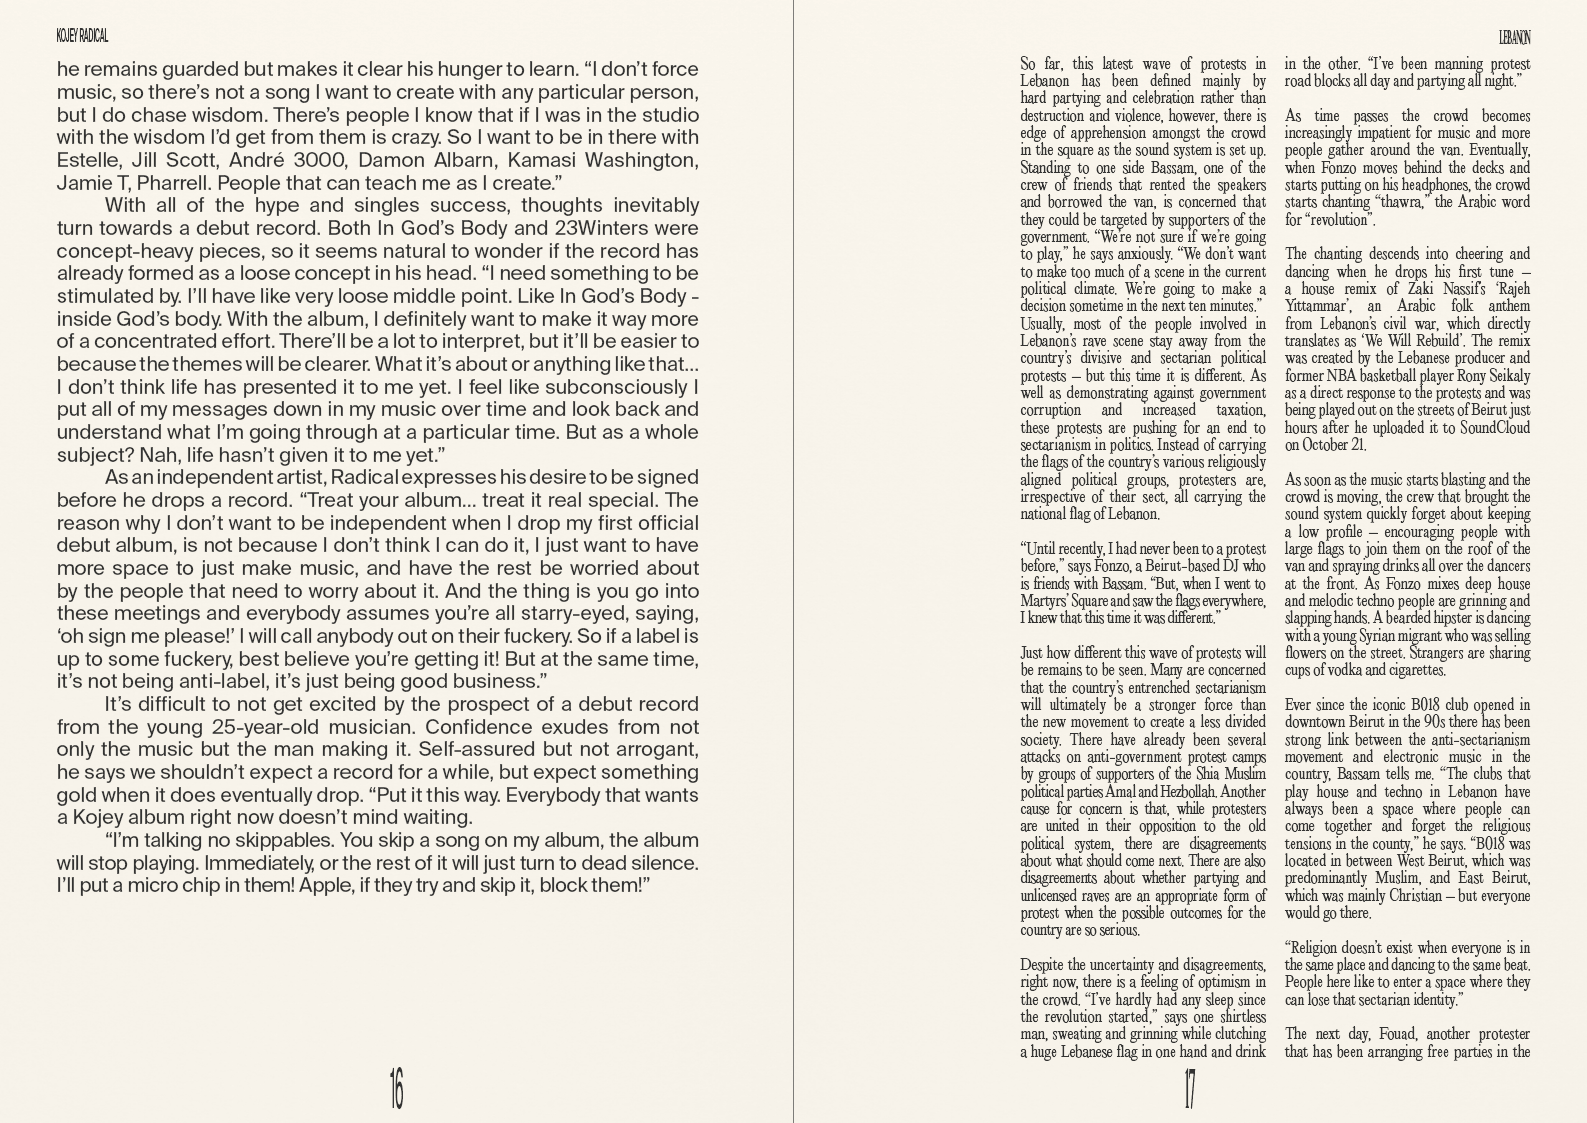 KOJEY RADICAL
he remains guarded but makes it clear his hunger to learn. “I don’t force
music, so there’s not a song I want to create with any particular person,
but I do chase wisdom. There’s people I know that if I was in the studio
with the wisdom I’d get from them is crazy. So I want to be in there with
Estelle, Jill Scott, André 3000, Damon Albarn, Kamasi Washington,
Jamie T, Pharrell. People that can teach me as I create.”
With all of the hype and singles success, thoughts inevitably
turn towards a debut record. Both In God’s Body and 23Winters were
concept-heavy pieces, so it seems natural to wonder if the record has
already formed as a loose concept in his head. “I need something to be
stimulated by. I’ll have like very loose middle point. Like In God’s Body -
inside God’s body. With the album, I definitely want to make it way more
of a concentrated effort. There’ll be a lot to interpret, but it’ll be easier to
because the themes will be clearer. What it’s about or anything like that...
I don’t think life has presented it to me yet. I feel like subconsciously I
put all of my messages down in my music over time and look back and
understand what I’m going through at a particular time. But as a whole
subject? Nah, life hasn’t given it to me yet.”
As an independent artist, Radical expresses his desire to be signed
before he drops a record. “Treat your album... treat it real special. The
reason why I don’t want to be independent when I drop my first official
debut album, is not because I don’t think I can do it, I just want to have
more space to just make music, and have the rest be worried about
by the people that need to worry about it. And the thing is you go into
these meetings and everybody assumes you’re all starry-eyed, saying,
‘oh sign me please!’ I will call anybody out on their fuckery. So if a label is
up to some fuckery, best believe you’re getting it! But at the same time,
it’s not being anti-label, it’s just being good business.”
It’s difficult to not get excited by the prospect of a debut record
from the young 25-year-old musician. Confidence exudes from not
only the music but the man making it. Self-assured but not arrogant,
he says we shouldn’t expect a record for a while, but expect something
gold when it does eventually drop. “Put it this way. Everybody that wants
a Kojey album right now doesn’t mind waiting.
“I’m talking no skippables. You skip a song on my album, the album
will stop playing. Immediately, or the rest of it will just turn to dead silence.
I’ll put a micro chip in them! Apple, if they try and skip it, block them!”
16
LEBANON
So far, this latest wave of protests in
Lebanon has been defined mainly by
hard partying and celebration rather than
destruction and violence, however, there is
edge of apprehension amongst the crowd
in the square as the sound system is set up.
Standing to one side Bassam, one of the
crew of friends that rented the speakers
and borrowed the van, is concerned that
they could be targeted by supporters of the
government. “We’re not sure if we’re going
to play,” he says anxiously. “We don’t want
to make too much of a scene in the current
political climate. We’re going to make a
decision sometime in the next ten minutes.”
Usually, most of the people involved in
Lebanon’s rave scene stay away from the
country’s divisive and sectarian political
protests – but this time it is different. As
well as demonstrating against government
corruption and increased taxation,
these protests are pushing for an end to
sectarianism in politics. Instead of carrying
the flags of the country’s various religiously
aligned political groups, protesters are,
irrespective of their sect, all carrying the
national flag of Lebanon.
“Until recently, I had never been to a protest
before,” says Fonzo, a Beirut-based DJ who
is friends with Bassam. “But, when I went to
Martyrs’ Square and saw the flags everywhere,
I knew that this time it was different.”
Just how different this wave of protests will
be remains to be seen. Many are concerned
that the country’s entrenched sectarianism
will ultimately be a stronger force than
the new movement to create a less divided
society. There have already been several
attacks on anti-government protest camps
by groups of supporters of the Shia Muslim
political parties Amal and Hezbollah. Another
cause for concern is that, while protesters
are united in their opposition to the old
political system, there are disagreements
about what should come next. There are also
disagreements about whether partying and
unlicensed raves are an appropriate form of
protest when the possible outcomes for the
country are so serious.
Despite the uncertainty and disagreements,
right now, there is a feeling of optimism in
the crowd. “I’ve hardly had any sleep since
the revolution started,” says one shirtless
man, sweating and grinning while clutching
a huge Lebanese flag in one hand and drink
in the other. “I’ve been manning protest
road blocks all day and partying all night.”
As time passes the crowd becomes
increasingly impatient for music and more
people gather around the van. Eventually,
when Fonzo moves behind the decks and
starts putting on his headphones, the crowd
starts chanting “thawra,” the Arabic word
for “revolution”.
The chanting descends into cheering and
dancing when he drops his first tune –
a house remix of Zaki Nassif’s ‘Rajeh
Yittammar’, an Arabic folk anthem
from Lebanon’s civil war, which directly
translates as ‘We Will Rebuild’. The remix
was created by the Lebanese producer and
former NBA basketball player Rony Seikaly
as a direct response to the protests and was
being played out on the streets of Beirut just
hours after he uploaded it to SoundCloud
on October 21.
As soon as the music starts blasting and the
crowd is moving, the crew that brought the
sound system quickly forget about keeping
a low profile – encouraging people with
large flags to join them on the roof of the
van and spraying drinks all over the dancers
at the front. As Fonzo mixes deep house
and melodic techno people are grinning and
slapping hands. A bearded hipster is dancing
with a young Syrian migrant who was selling
flowers on the street. Strangers are sharing
cups of vodka and cigarettes.
Ever since the iconic B018 club opened in
downtown Beirut in the 90s there has been
strong link between the anti-sectarianism
movement and electronic music in the
country, Bassam tells me. “The clubs that
play house and techno in Lebanon have
always been a space where people can
come together and forget the religious
tensions in the county,” he says. “B018 was
located in between West Beirut, which was
predominantly Muslim, and East Beirut,
which was mainly Christian – but everyone
would go there.
“Religion doesn’t exist when everyone is in
the same place and dancing to the same beat.
People here like to enter a space where they
can lose that sectarian identity.”
The next day, Fouad, another protester
that has been arranging free parties in the
17